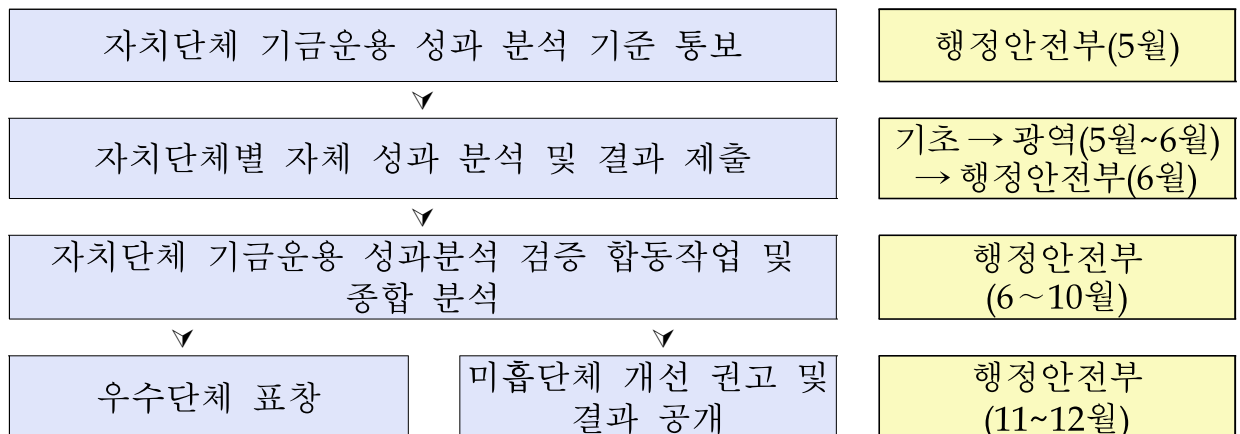 자치단체 기금운용 성과 분석 기준 통보
행정안전부(5월)
자치단체별 자체 성과 분석 및 결과 제출
기초 → 광역(5월~6월)
→ 행정안전부(6월)
자치단체 기금운용 성과분석 검증 합동작업 및
종합 분석
행정안전부
(6～10월)
우수단체 표창
미흡단체 개선 권고 및
결과 공개
행정안전부
(11~12월)